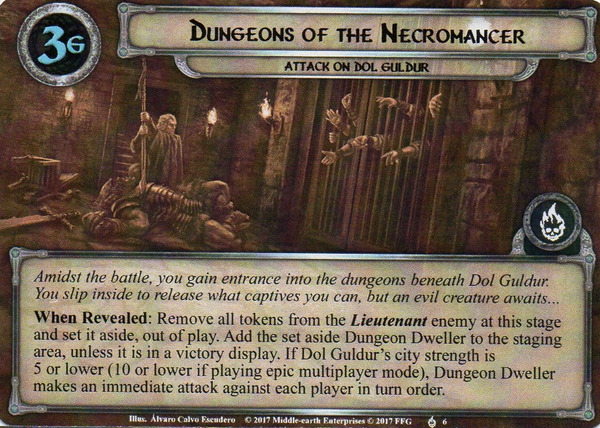 3G
Dungeons of the Necromancer
Attack on Dol Guldur
Amidst the battle, you gain entrance into the dungeons beneath Dol Guldur.
You slip inside to release what captives you can, but an evil creature awaits...
When Revealed: Remove all tokens from the Lieutenant enemy at this stage
and set it aside, out of play. Add the set aside Dungeon Dweller to the staging
area, unless it is in a victory display. If Dol Guldur's city strength is
5 or lower (10 or lower if playing epic multiplayer mode), Dungeon Dweller
makes an immediate attack against each player in turn order.
Illus. Álvaro Calvo Escudero © 2017 Middle-earth Enterprises © 2017 FFG 6